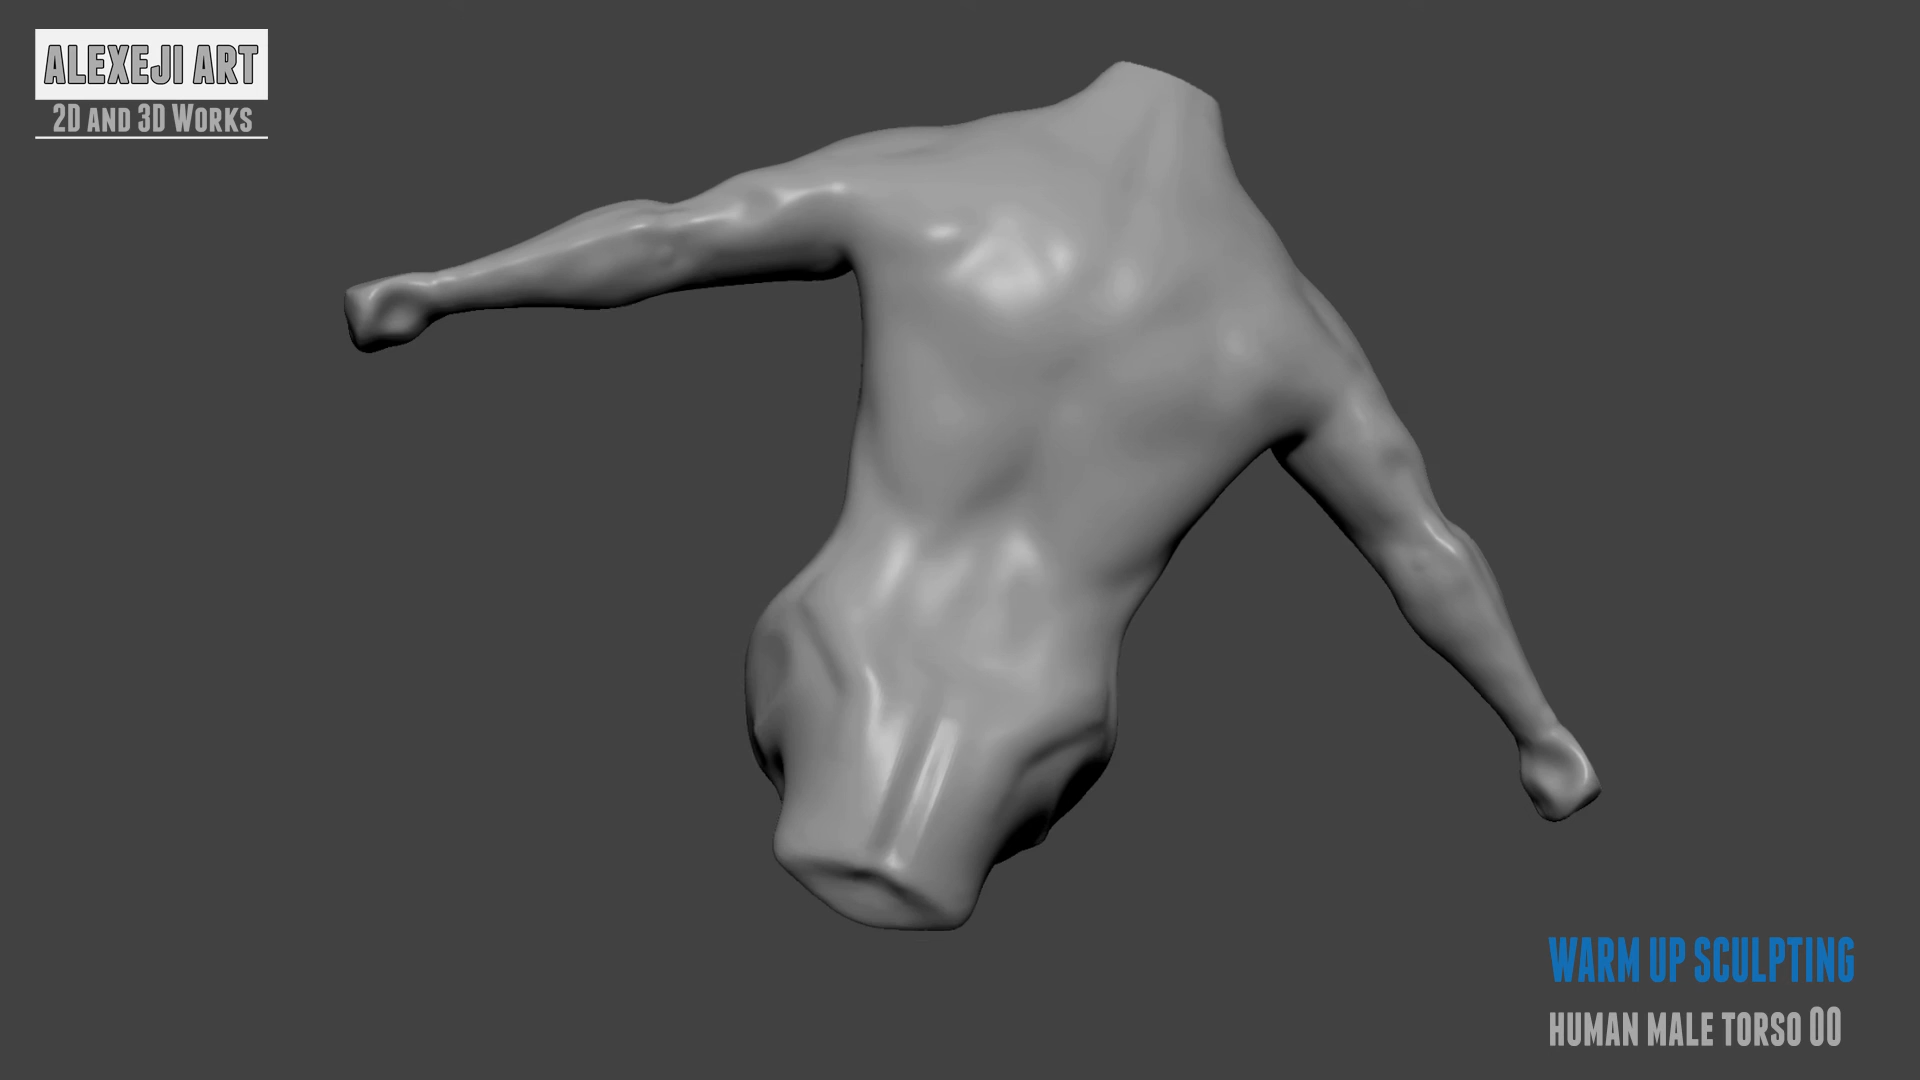 ALEXEJI ART
2D AND 3D WORKS
WARM UP SCULPTING
HUMAN MALE TORSO 00